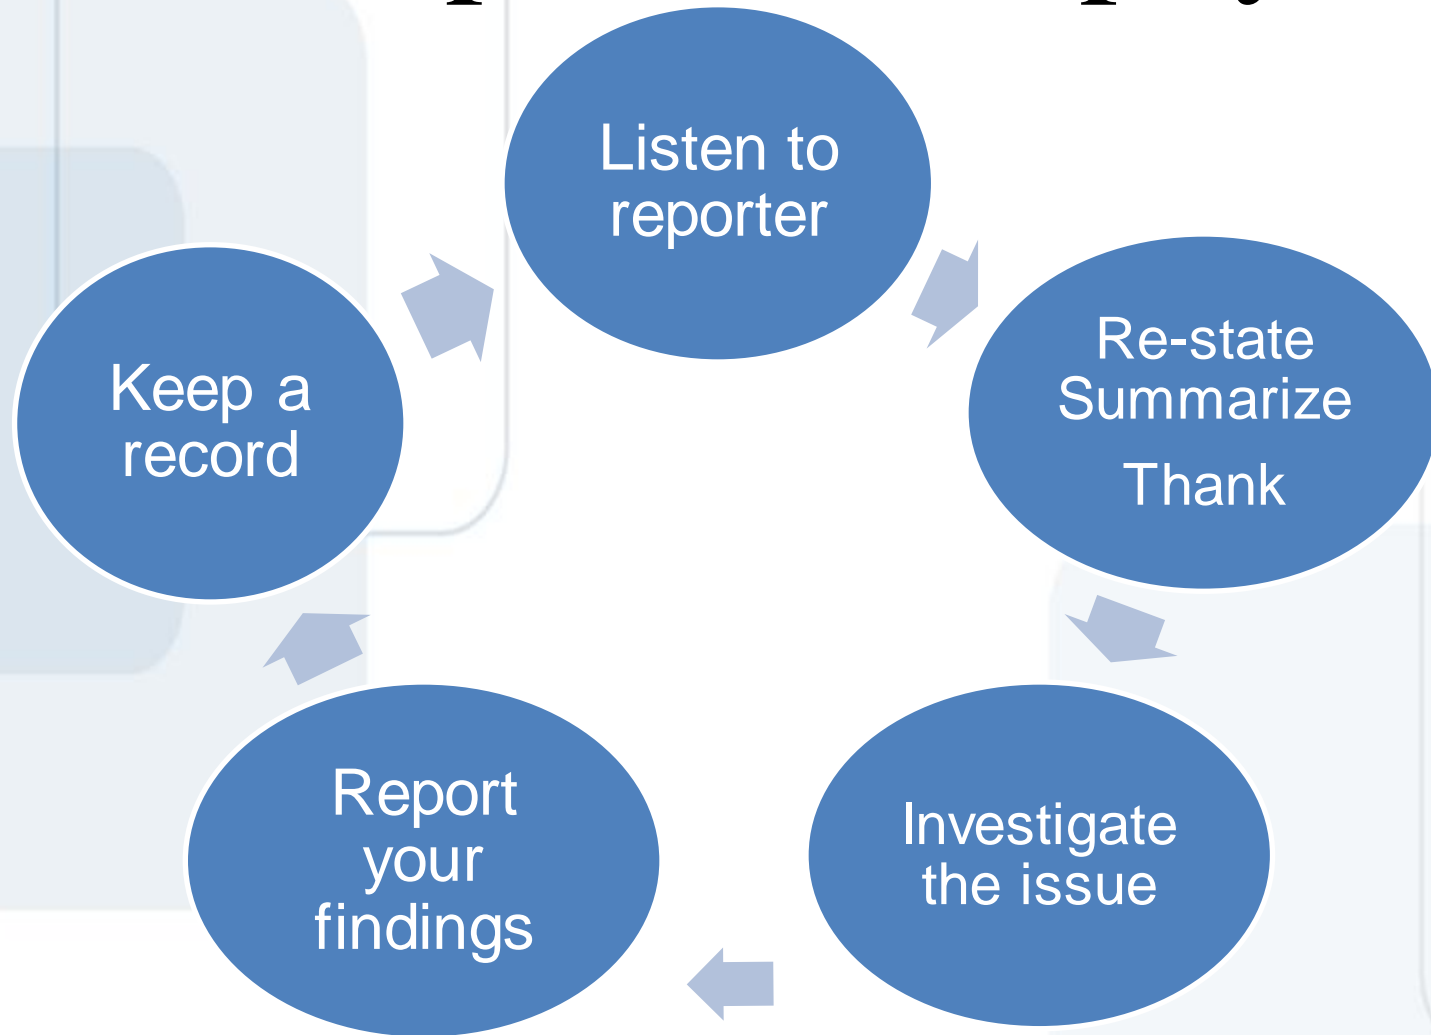 Listen to
reporter
Re-state
Summarize
Thank
Investigate
the issue
Report
your
findings
Keep a
record